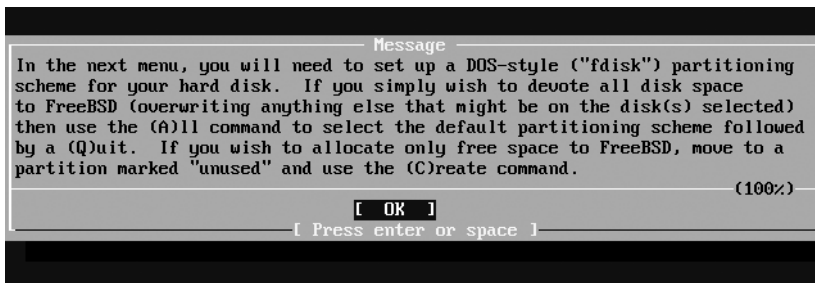 Message
In the next menu, you will need to set up a DOS-style ("fdisk") partitioning
scheme for your hard disk.  If you simply wish to devote all disk space
to FreeBSD (overwriting anything else that might be on the disk(s) selected)
then use the (A)ll command to select the default partitioning scheme followed
by a (Q)uit.  If you wish to allocate only free space to FreeBSD, move to a
partition marked "unused" and use the (C)reate command.
(100%)
[  OK  ]
[ Press enter or space ]